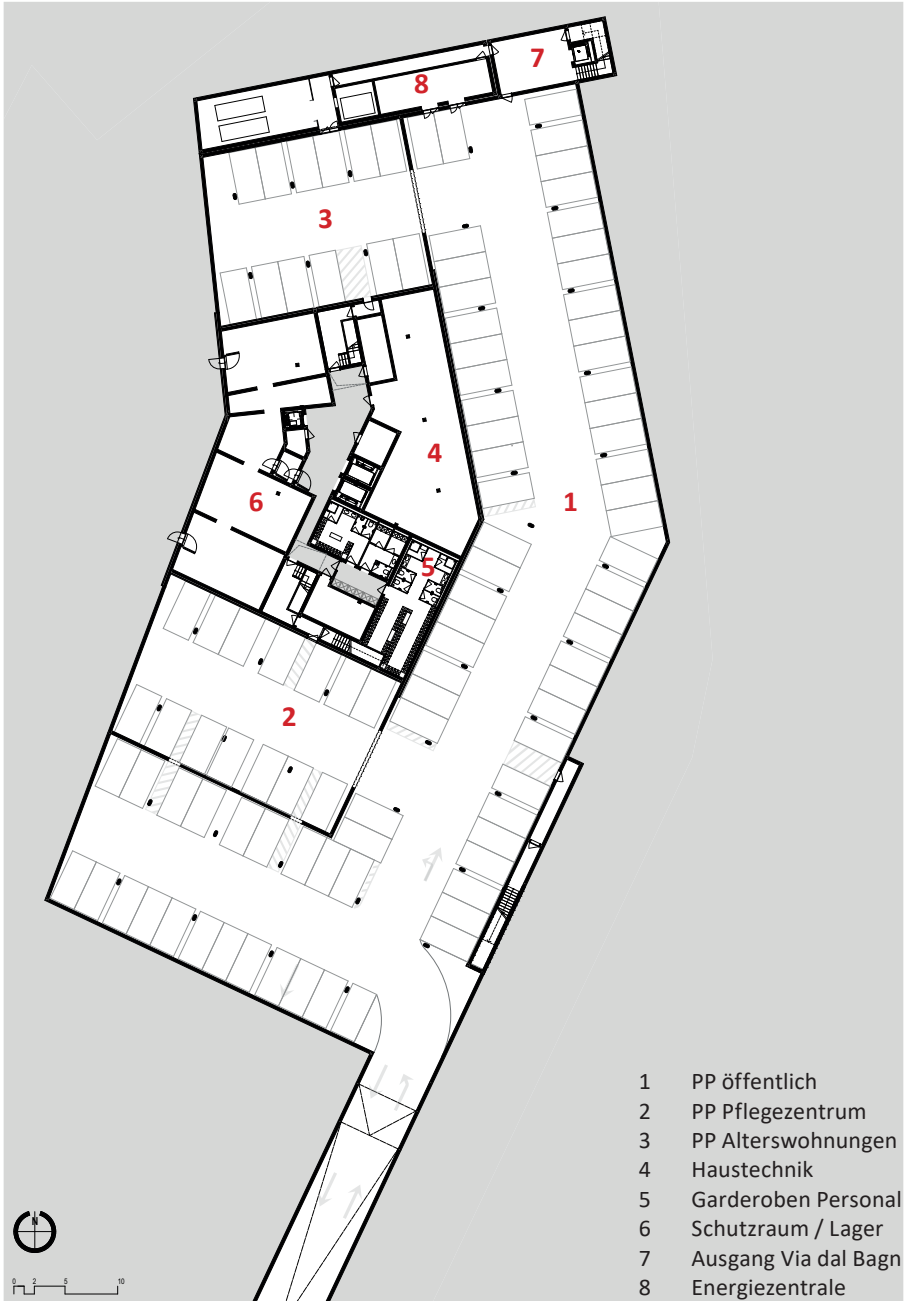 7
8
3
4
1
6
5
2
1 PP öffentlich
2 PP Pflegezentrum
3 PP Alterswohnungen
4 Haustechnik
5 Garderoben Personal
6 Schutzraum / Lager
7 Ausgang Via dal Bagn
8 Energiezentrale
N
0 2 5 10